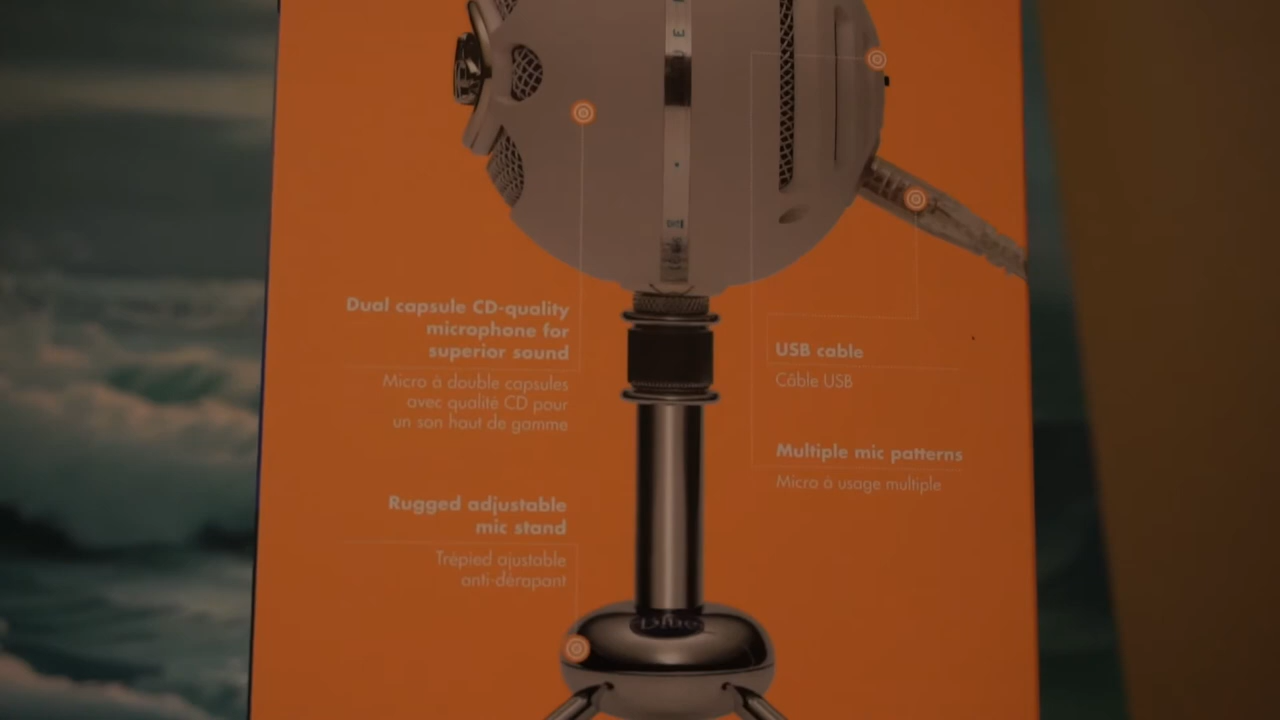 Dual capsule CD-quality
microphone for
superior sound
Micro à double capsules
avec qualité CD pour
un son haut de gamme
Rugged adjustable
mic stand
Trépied ajustable
anti-dérapant
USB cable
Câble USB
Multiple mic patterns
Micro à usage multiple
Blue